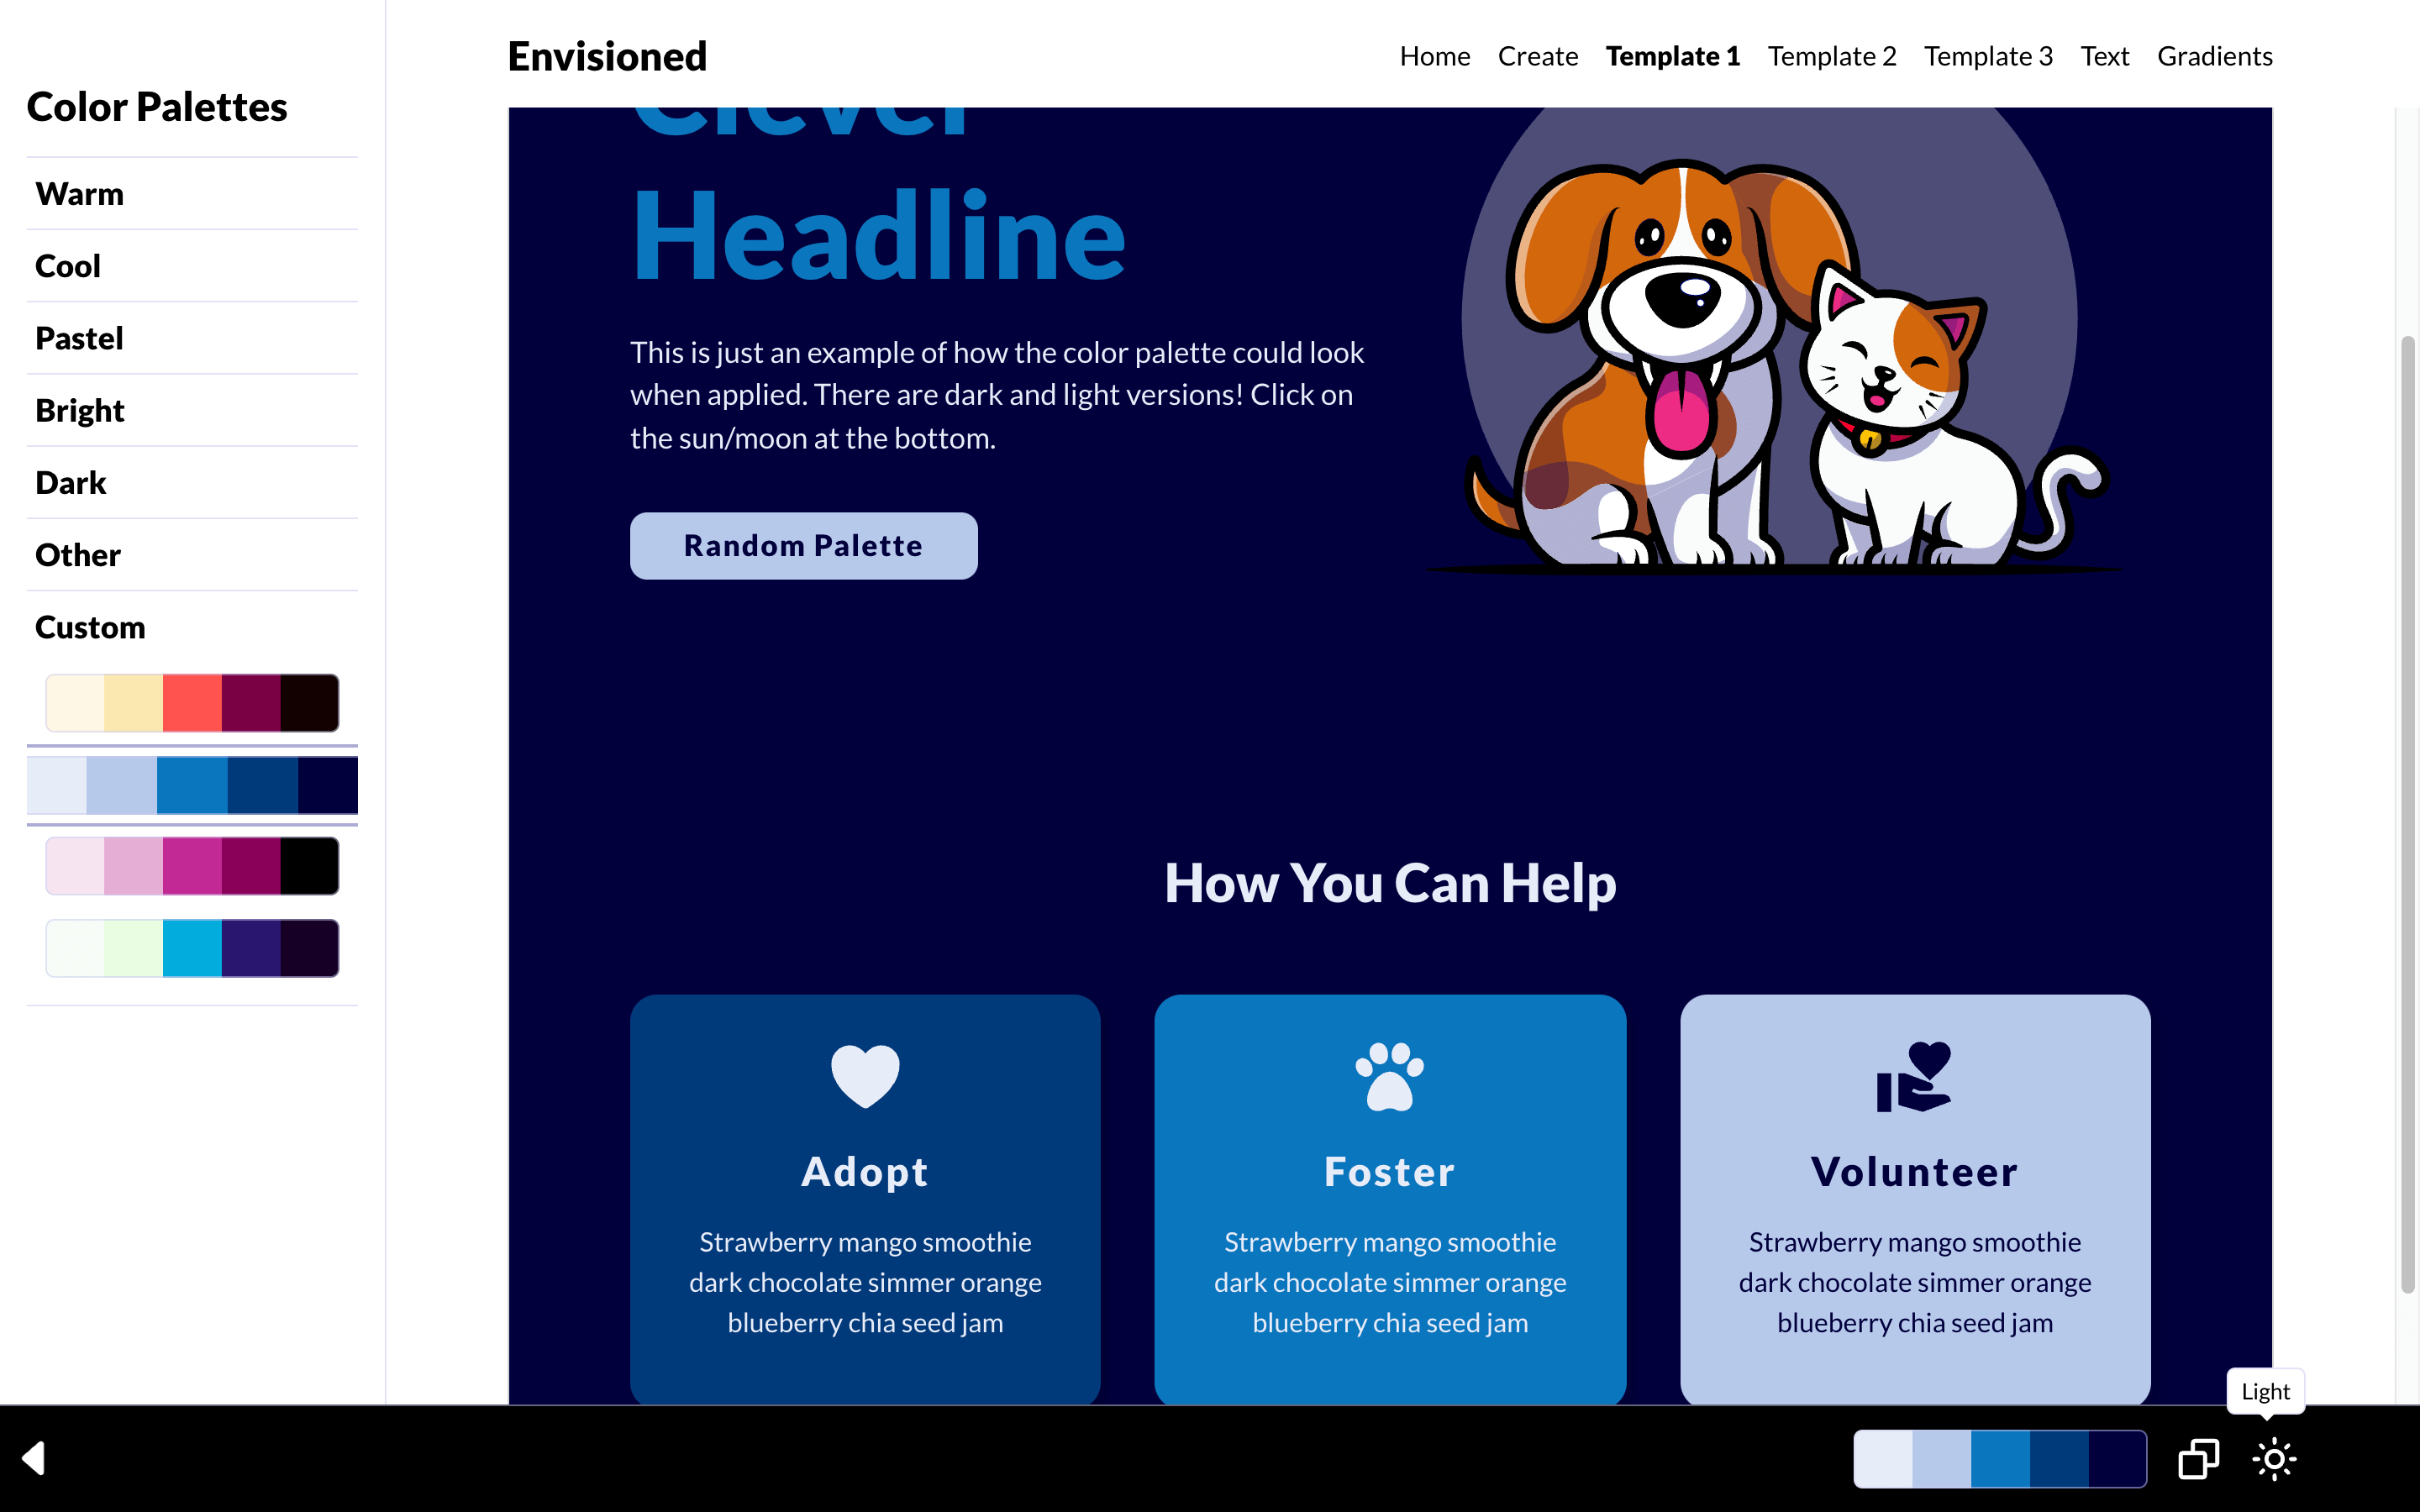 Envisioned
Home Create Template 1 Template 2 Template 3 Text Gradients
Color Palettes
Warm
Cool
Pastel
Bright
Dark
Other
Custom
Clever
Headline
This is just an example of how the color palette could look
when applied. There are dark and light versions! Click on
the sun/moon at the bottom.
Random Palette
How You Can Help
Adopt
Strawberry mango smoothie
dark chocolate simmer orange
blueberry chia seed jam
Foster
Strawberry mango smoothie
dark chocolate simmer orange
blueberry chia seed jam
Volunteer
Strawberry mango smoothie
dark chocolate simmer orange
blueberry chia seed jam
Light